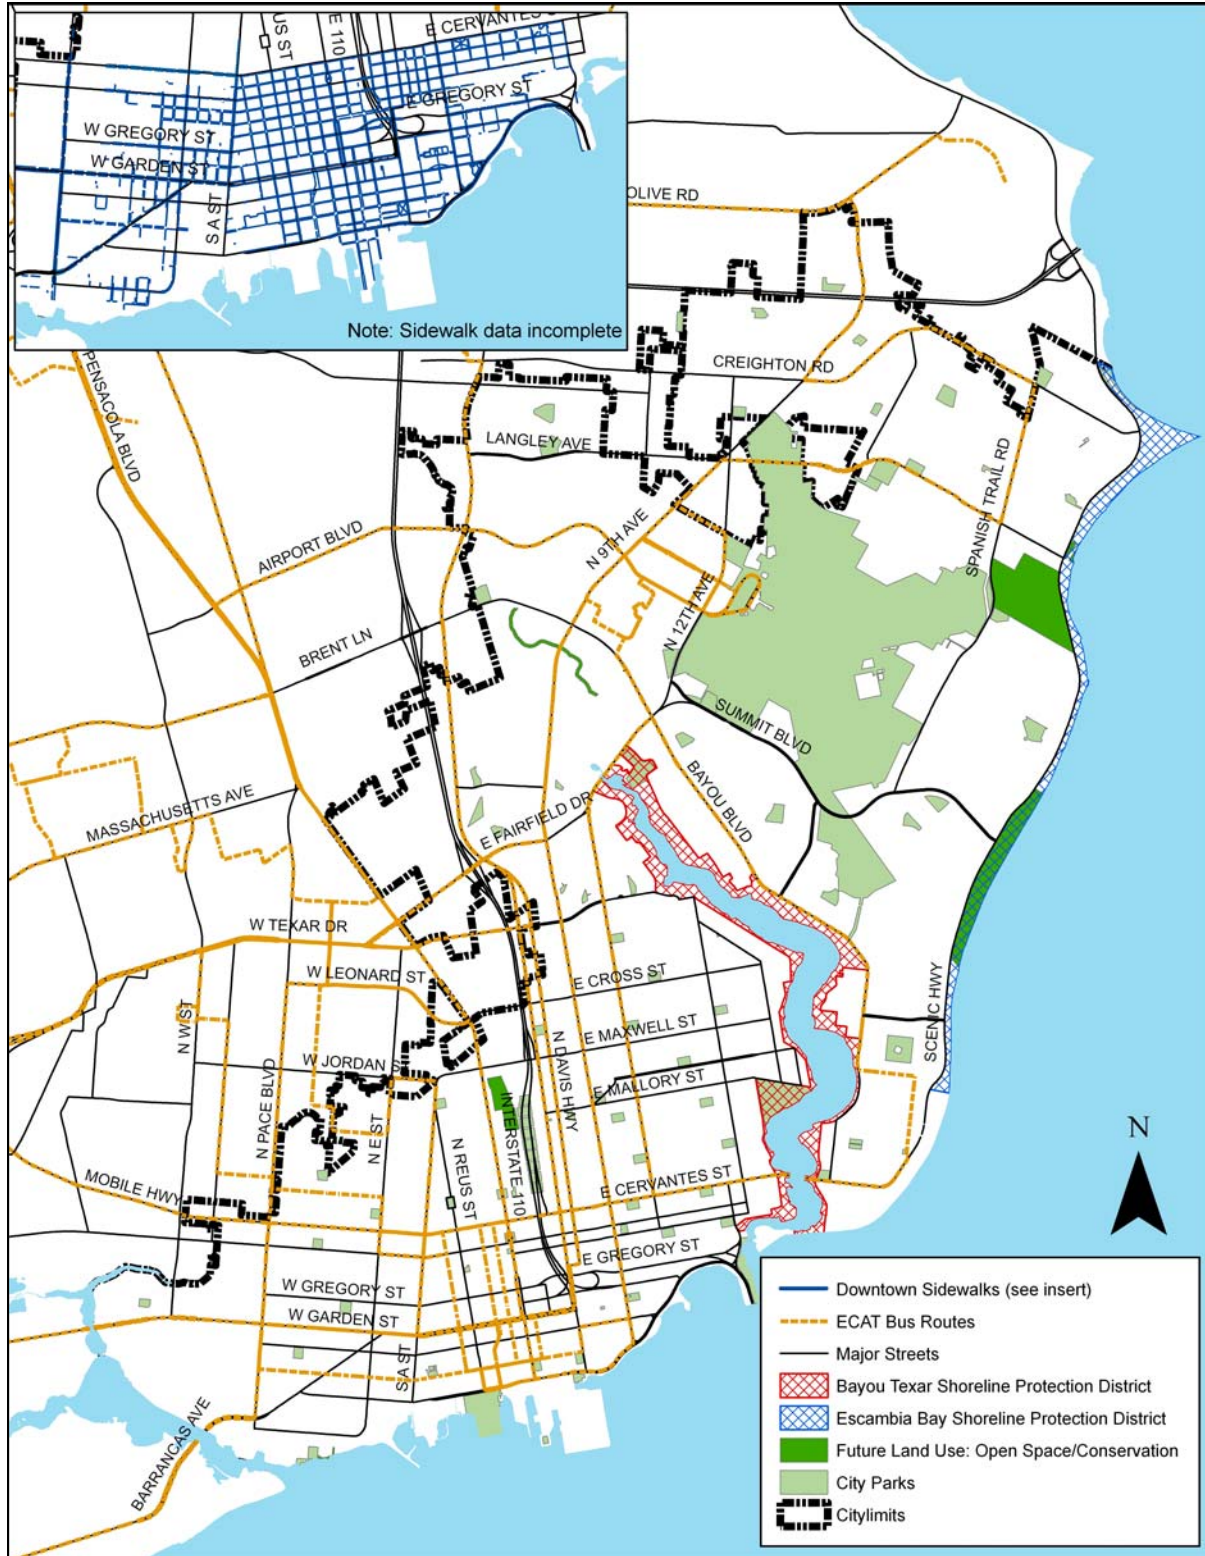 US ST
E 110
E CERVANTES
E GREGORY ST
W GREGORY ST
W GARDEN ST
S A ST
Note: Sidewalk data incomplete
OLIVE RD
PENSACOLA BLVD
CREIGHTON RD
LANGLEY AVE
SPANISH TRAIL RD
AIRPORT BLVD
N 9TH AVE
N 12TH AVE
BRENT LN
SUMMIT BLVD
BAYOU BLVD
MASSACHUSETTS AVE
E FAIRFIELD DR
W TEXAR DR
W LEONARD ST
E CROSS ST
SCENIC HWY
N W ST
E MAXWELL ST
W JORDAN S
N DAVIS HWY
E MALLORY ST
N PACE BLVD
N E ST
INTERSTATE 110
N REUS ST
N
MOBILE HWY
E CERVANTES ST
E GREGORY ST
W GREGORY ST
W GARDEN ST
S A ST
BARRANCAS AVE
Downtown Sidewalks (see insert)
ECAT Bus Routes
Major Streets
Bayou Texar Shoreline Protection District
Escambia Bay Shoreline Protection District
Future Land Use: Open Space/Conservation
City Parks
Citylimits